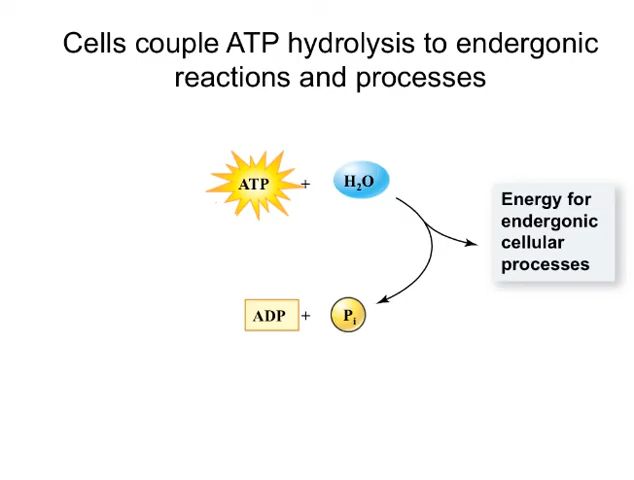 Cells couple ATP hydrolysis to endergonic
reactions and processes
ATP + H₂O
Energy for
endergonic
cellular
processes
ADP + Pᵢ